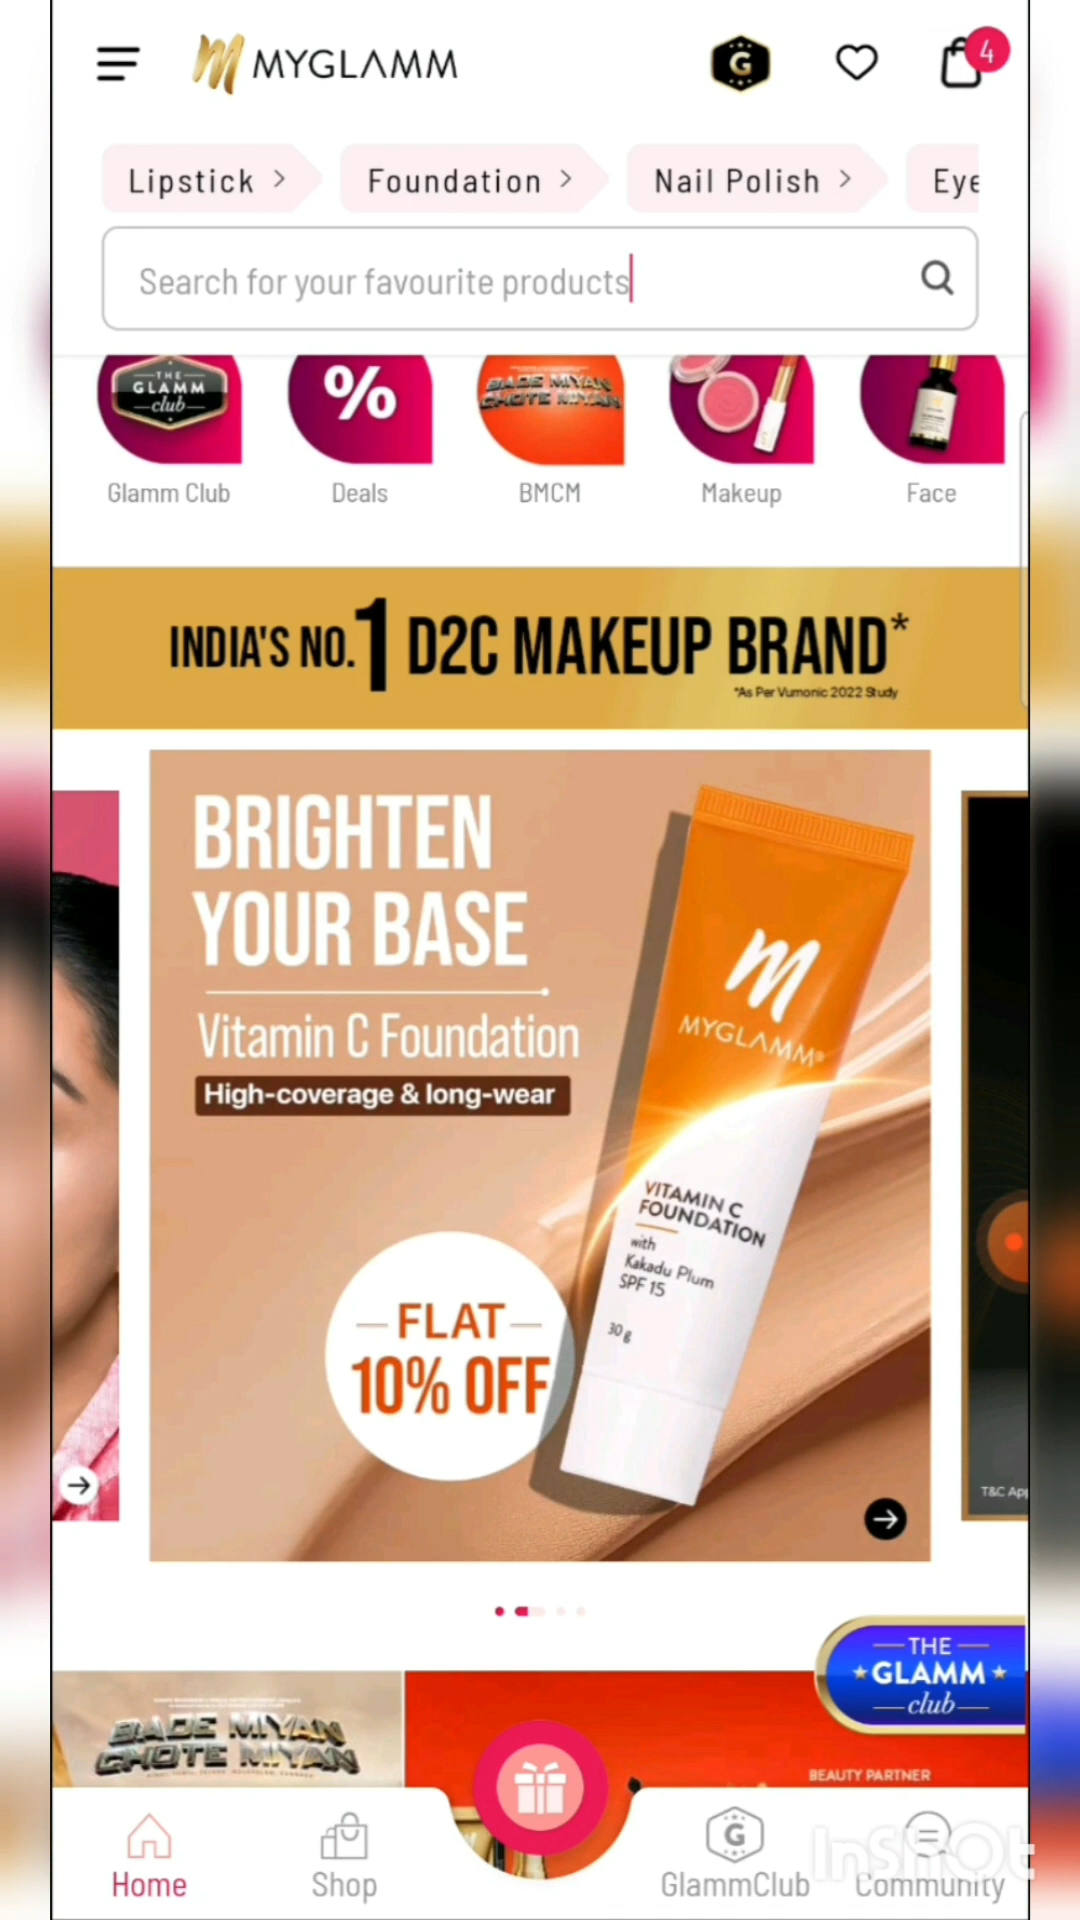 MYGLAMM
G
4
Lipstick >
Foundation >
Nail Polish >
Eye
Search for your favourite products
THE
GLAMM
club
%
BADE MIYAN
CHOTE MIYAN
Glamm Club
Deals
BMCM
Makeup
Face
INDIA'S NO.1 D2C MAKEUP BRAND*
*As Per Vumonic 2022 Study
BRIGHTEN
YOUR BASE
Vitamin C Foundation
High-coverage & long-wear
FLAT
10% OFF
MYGLAMM®
VITAMIN C
FOUNDATION
with
Kakadu Plum
SPF 15
30 g
T&C App
THE
GLAMM
club
BADE MIYAN
CHOTE MIYAN
BEAUTY PARTNER
G
Home
Shop
GlammClub
Community
InShOt